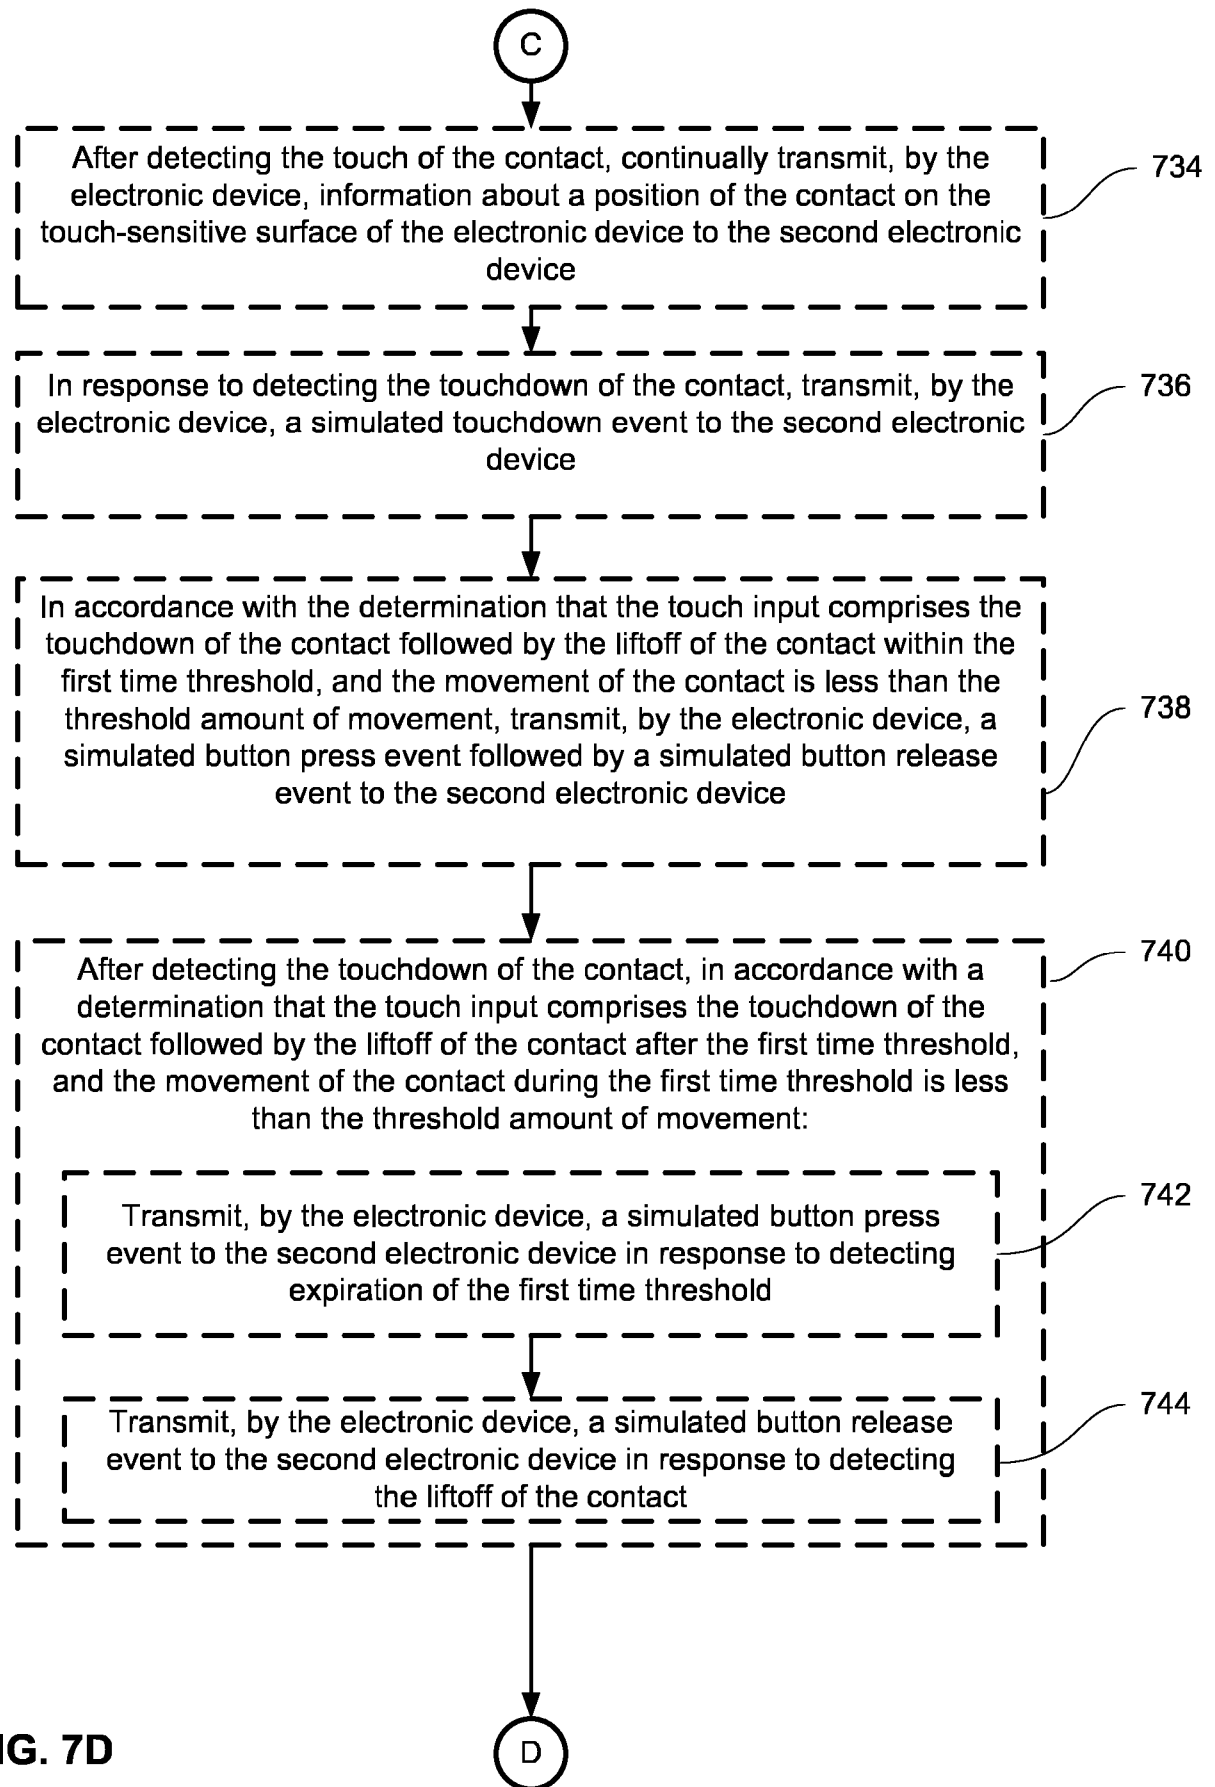 C
After detecting the touch of the contact, continually transmit, by the
electronic device, information about a position of the contact on the
touch-sensitive surface of the electronic device to the second electronic
device
734
In response to detecting the touchdown of the contact, transmit, by the
electronic device, a simulated touchdown event to the second electronic
device
736
In accordance with the determination that the touch input comprises the
touchdown of the contact followed by the liftoff of the contact within the
first time threshold, and the movement of the contact is less than the
threshold amount of movement, transmit, by the electronic device, a
simulated button press event followed by a simulated button release
event to the second electronic device
738
After detecting the touchdown of the contact, in accordance with a
determination that the touch input comprises the touchdown of the
contact followed by the liftoff of the contact after the first time threshold,
and the movement of the contact during the first time threshold is less
than the threshold amount of movement:
740
Transmit, by the electronic device, a simulated button press
event to the second electronic device in response to detecting
expiration of the first time threshold
742
Transmit, by the electronic device, a simulated button release
event to the second electronic device in response to detecting
the liftoff of the contact
744
D
IG. 7D